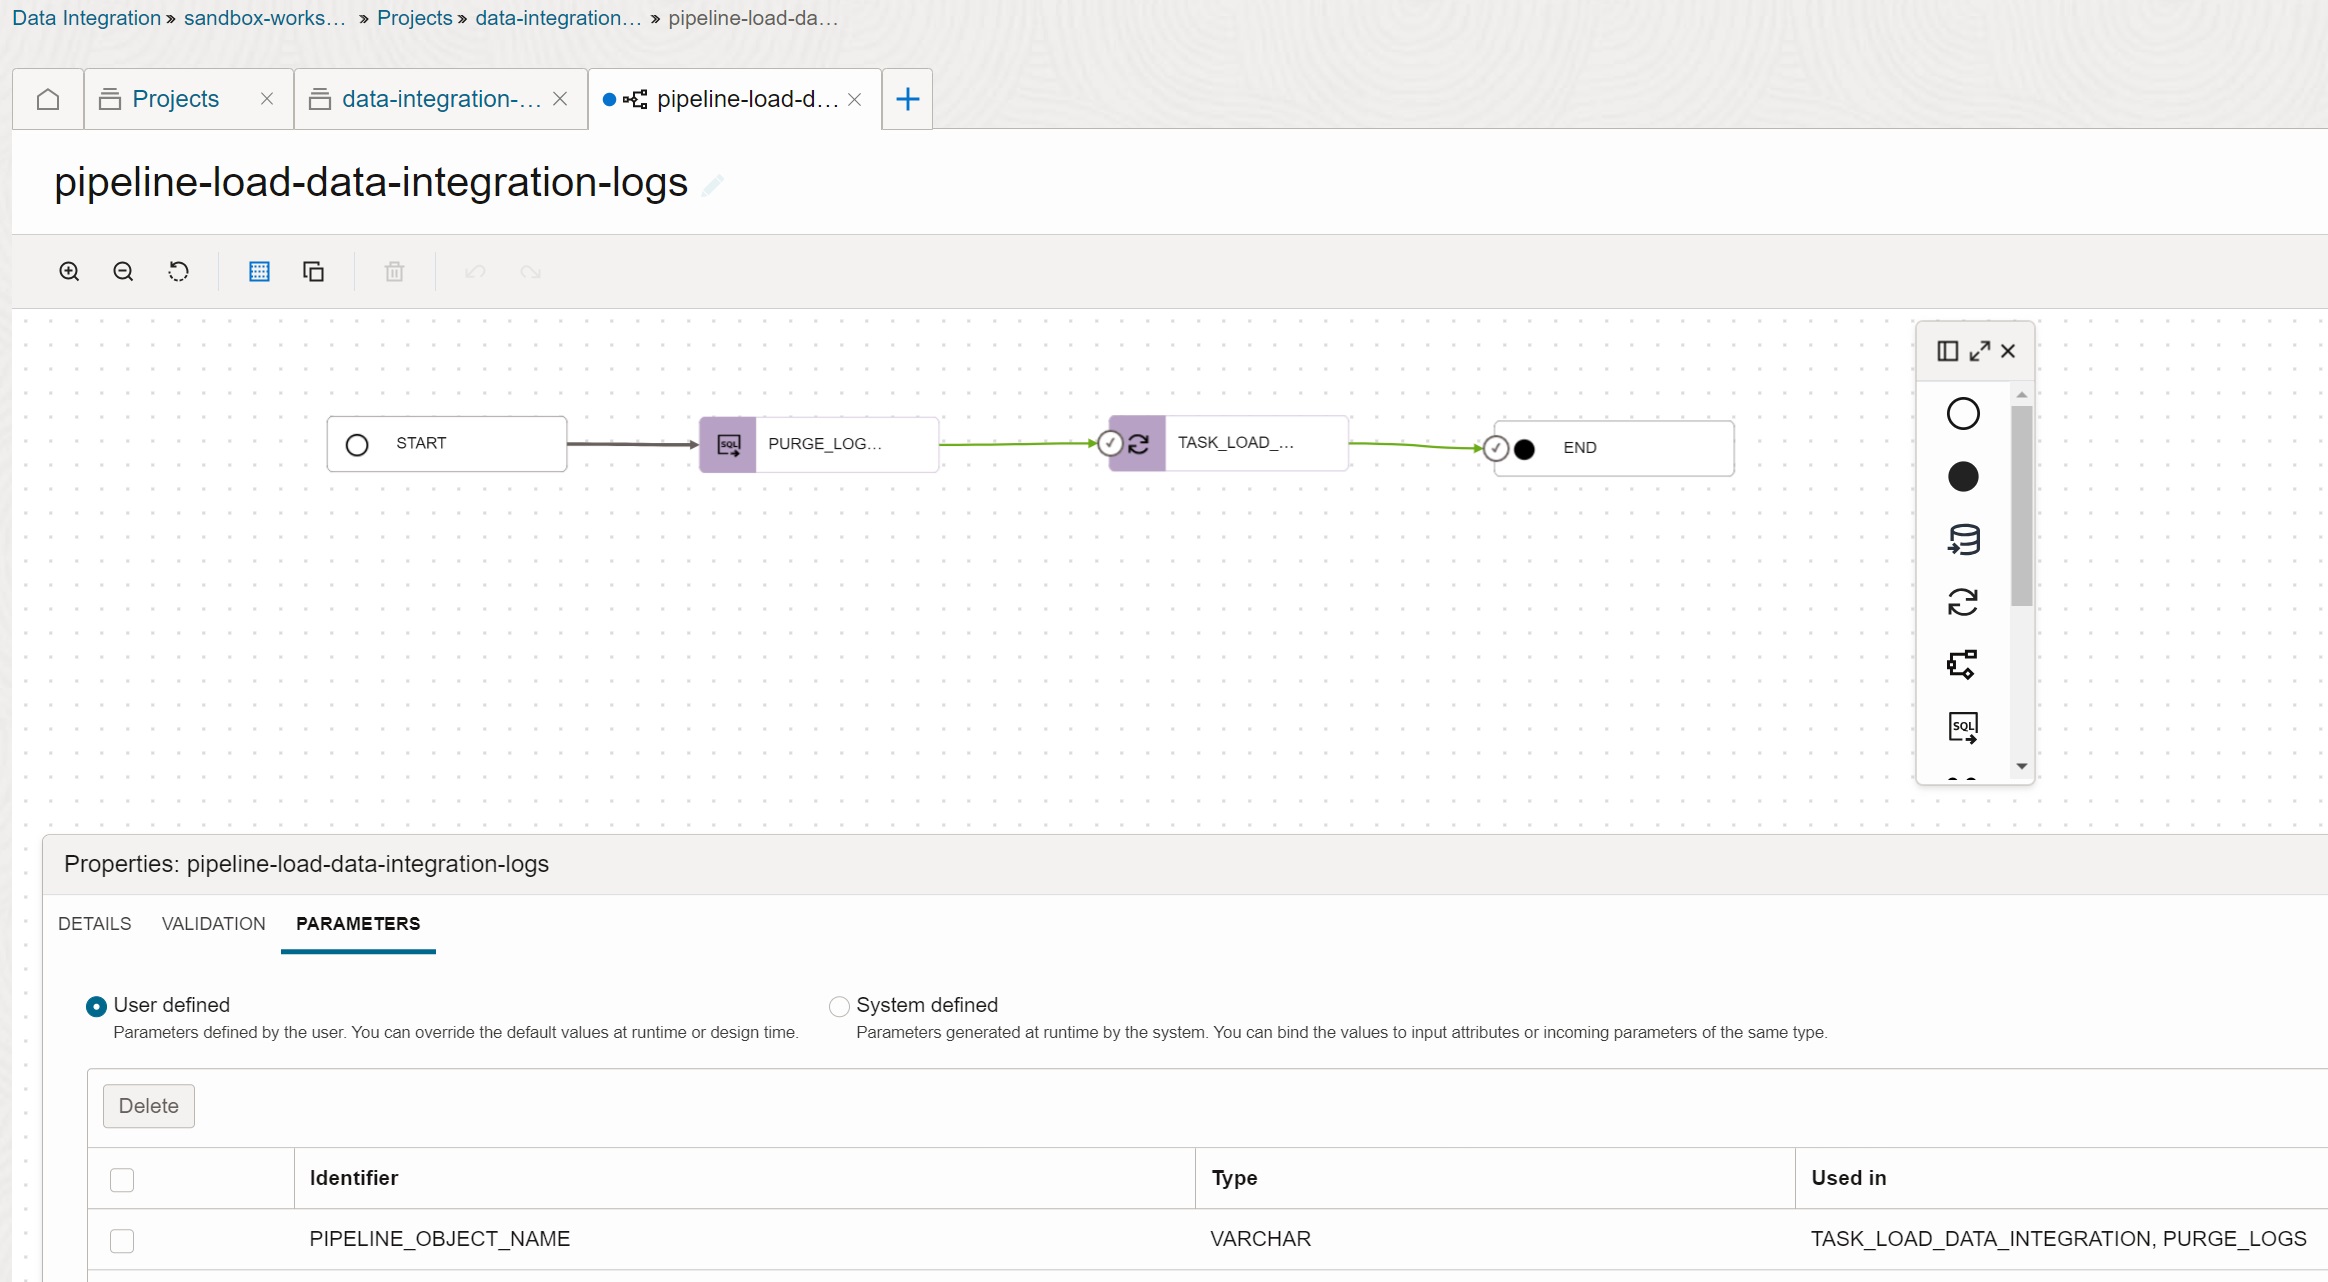 Data Integration » sandbox-works... » Projects » data-integration... » pipeline-load-da...
Projects
data-integration-...
pipeline-load-d...
pipeline-load-data-integration-logs
START
SQL
PURGE_LOG...
TASK_LOAD_...
END
SQL
Properties: pipeline-load-data-integration-logs
DETAILS VALIDATION PARAMETERS
User defined
Parameters defined by the user. You can override the default values at runtime or design time.
System defined
Parameters generated at runtime by the system. You can bind the values to input attributes or incoming parameters of the same type.
Delete
Identifier Type Used in
PIPELINE_OBJECT_NAME VARCHAR TASK_LOAD_DATA_INTEGRATION, PURGE_LOGS